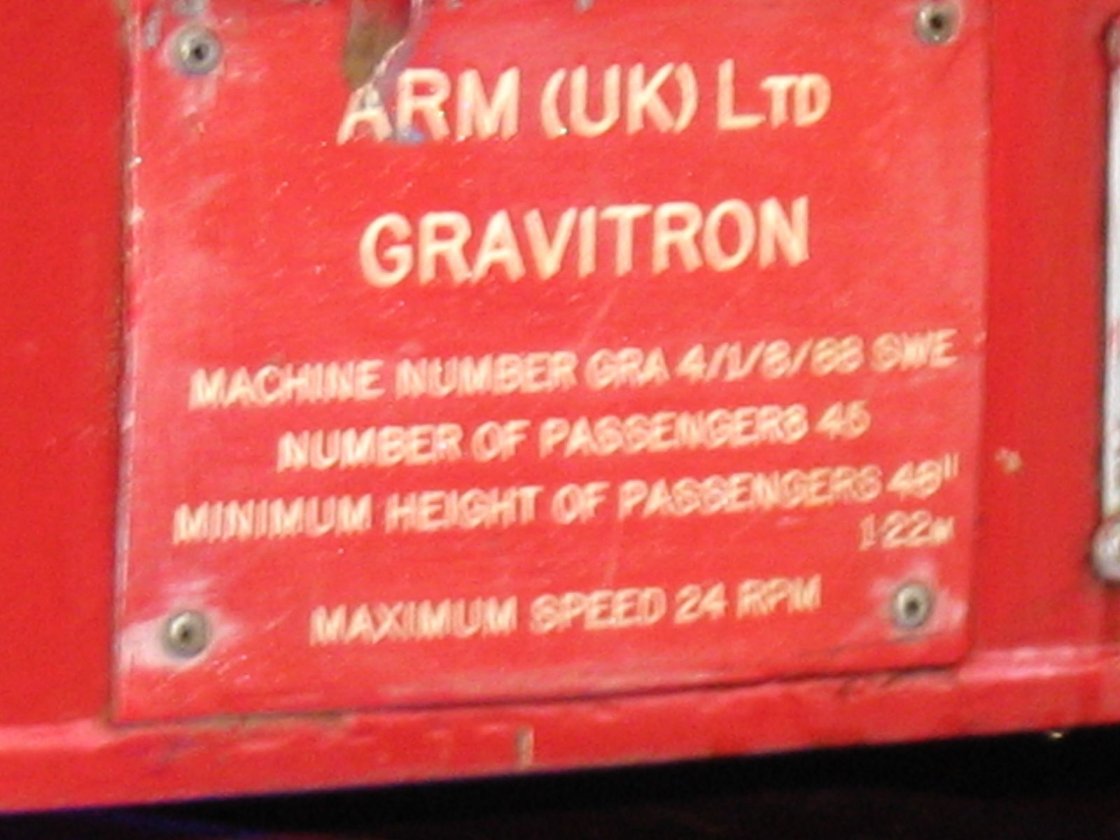 ARM (UK) LTD
GRAVITRON
MACHINE NUMBER GRA 4/1/8/88 SWE
NUMBER OF PASSENGERS 45
MINIMUM HEIGHT OF PASSENGERS 48"
1·22M
MAXIMUM SPEED 24 RPM